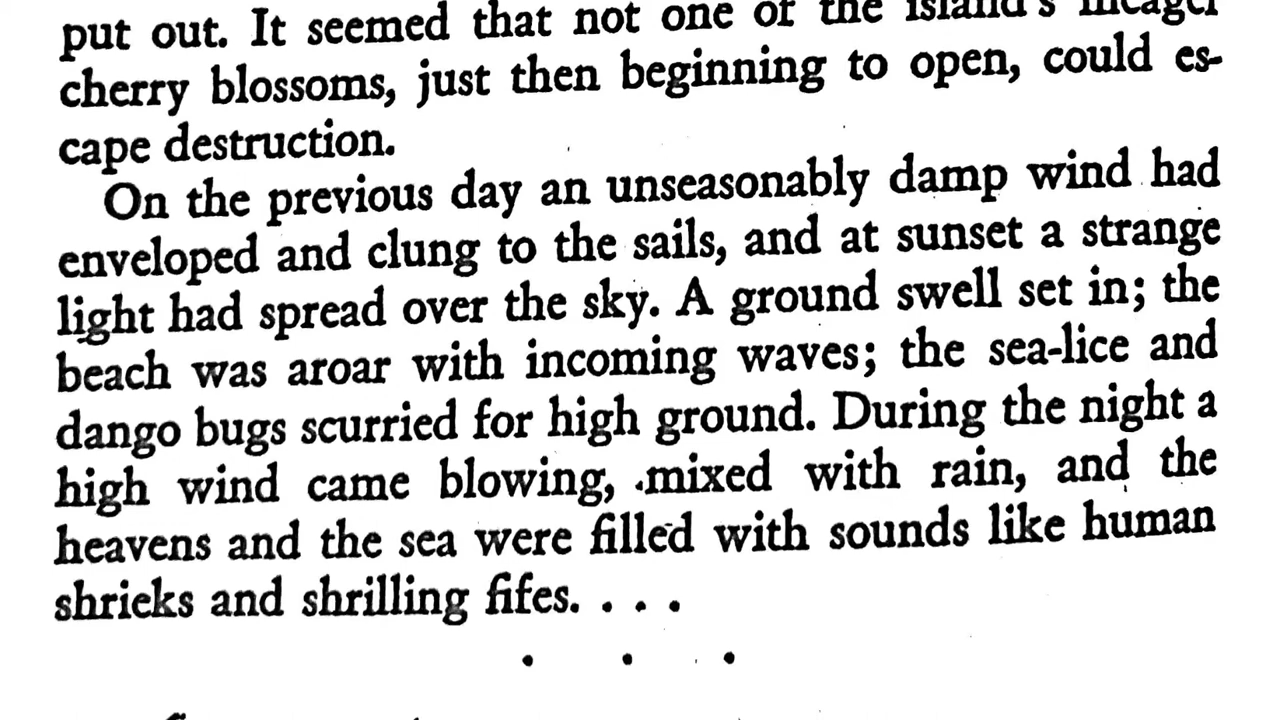 put out. It seemed that not one of the island's meager
cherry blossoms, just then beginning to open, could es-
cape destruction.
On the previous day an unseasonably damp wind had
enveloped and clung to the sails, and at sunset a strange
light had spread over the sky. A ground swell set in; the
beach was aroar with incoming waves; the sea-lice and
dango bugs scurried for high ground. During the night a
high wind came blowing, mixed with rain, and the
heavens and the sea were filled with sounds like human
shrieks and shrilling fifes. . . .
. . .